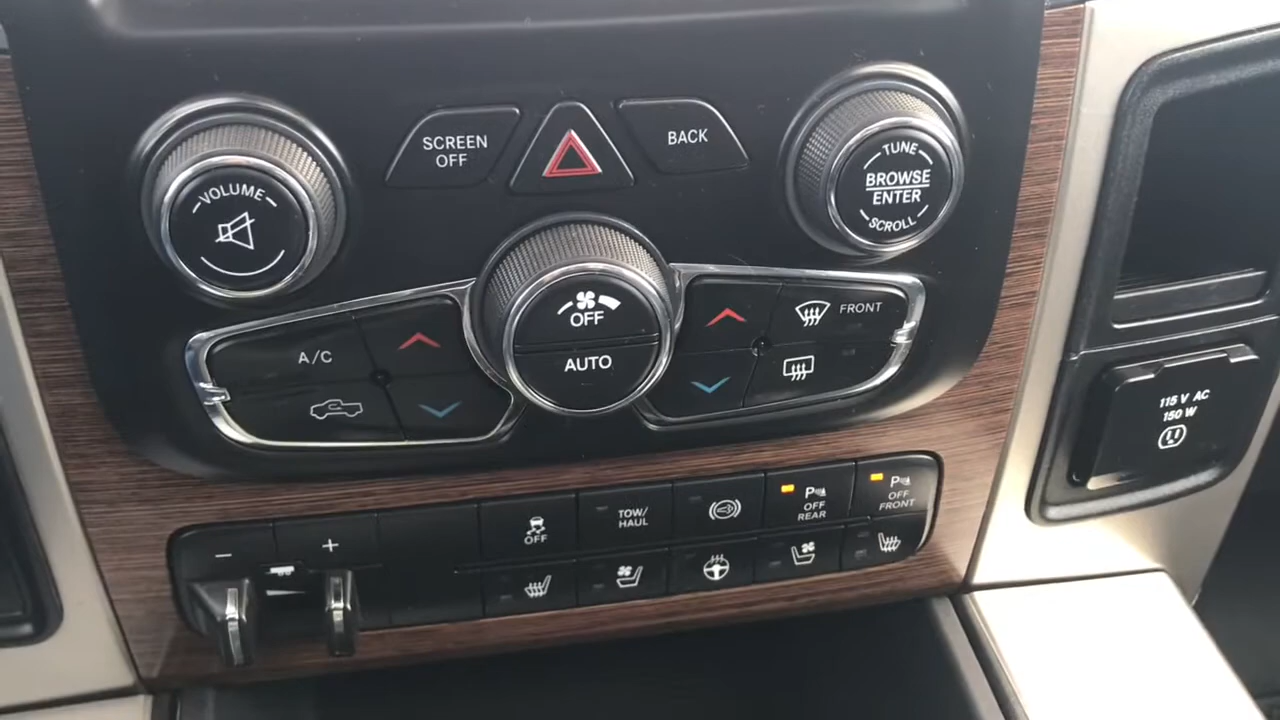 SCREEN
OFF
BACK
VOLUME
TUNE
BROWSE
ENTER
SCROLL
OFF
AUTO
A/C
FRONT
115 V AC
150 W
- +
OFF
TOW/
HAUL
P
OFF
REAR
P
OFF
FRONT